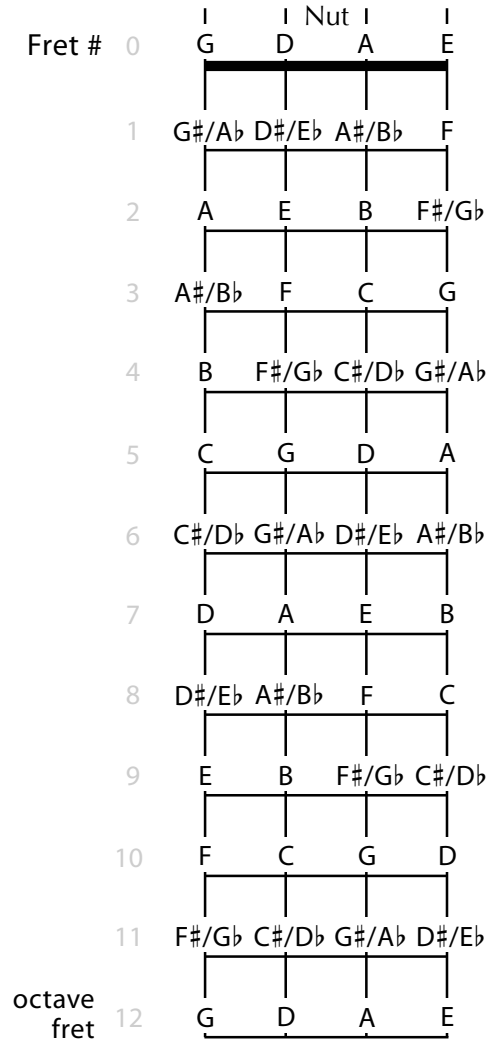 Nut
Fret # 0 G D A E
1 G♯/A♭ D♯/E♭ A♯/B♭ F
2 A E B F♯/G♭
3 A♯/B♭ F C G
4 B F♯/G♭ C♯/D♭ G♯/A♭
5 C G D A
6 C♯/D♭ G♯/A♭ D♯/E♭ A♯/B♭
7 D A E B
8 D♯/E♭ A♯/B♭ F C
9 E B F♯/G♭ C♯/D♭
10 F C G D
11 F♯/G♭ C♯/D♭ G♯/A♭ D♯/E♭
octave
fret 12 G D A E